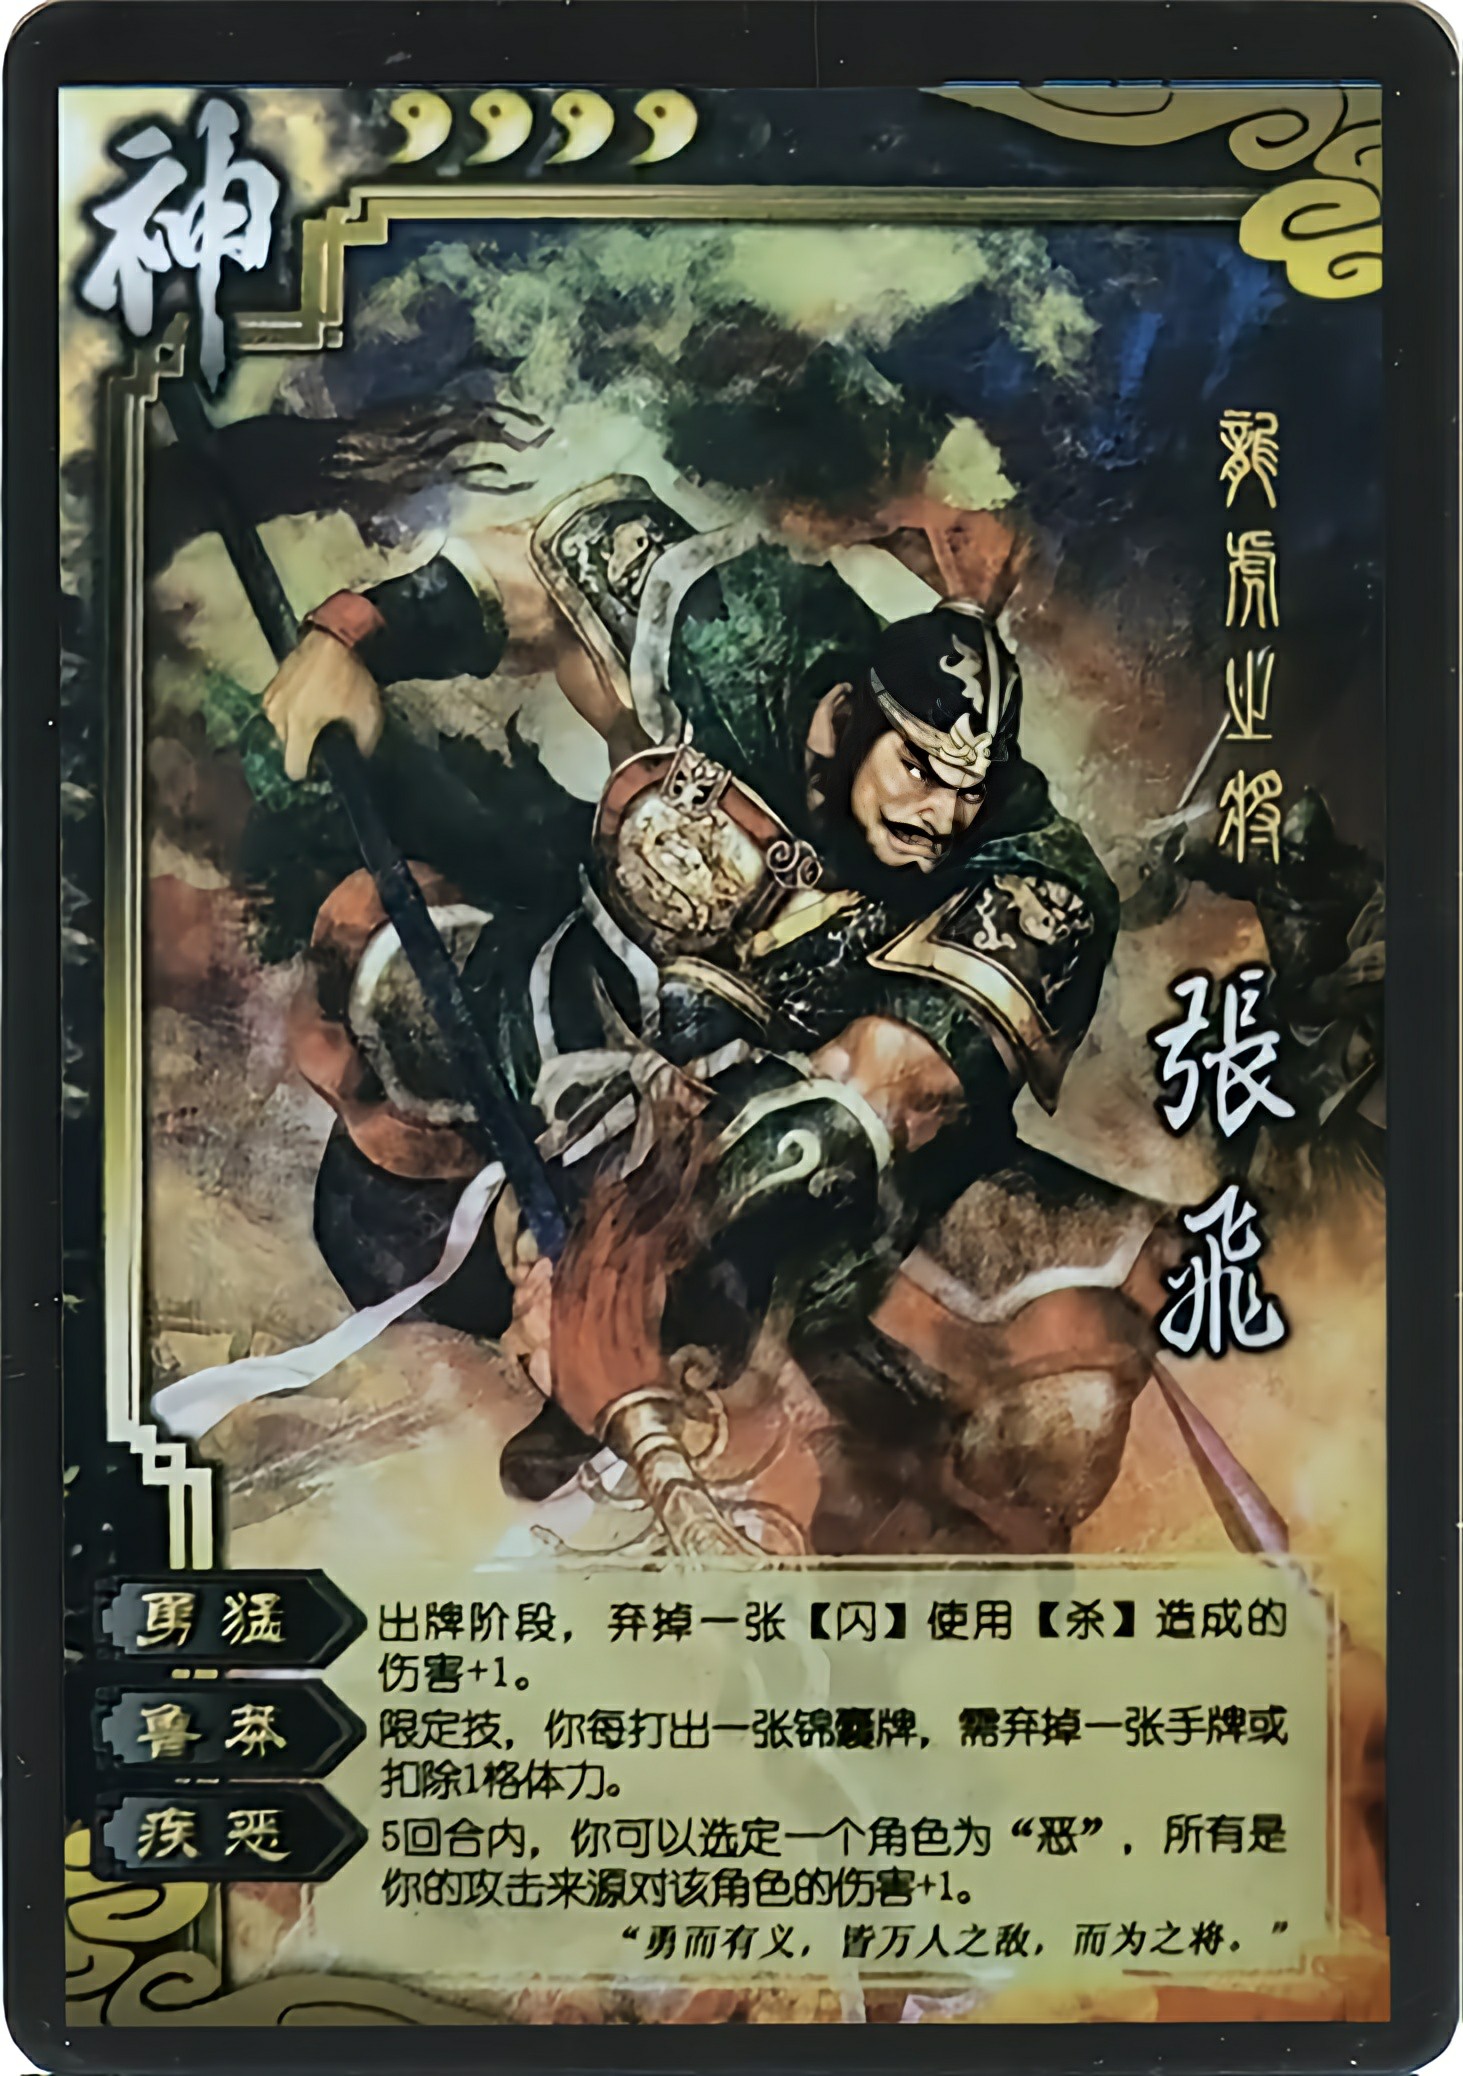 神
龍虎之将
張飛
勇猛
出牌阶段，弃掉一张【闪】使用【杀】造成的
伤害+1。
鲁莽
限定技，你每打出一张锦囊牌，需弃掉一张手牌或
扣除1格体力。
疾恶
5回合内，你可以选定一个角色为“恶”，所有是
你的攻击来源对该角色的伤害+1。
“勇而有义，皆万人之敌，而为之将。”